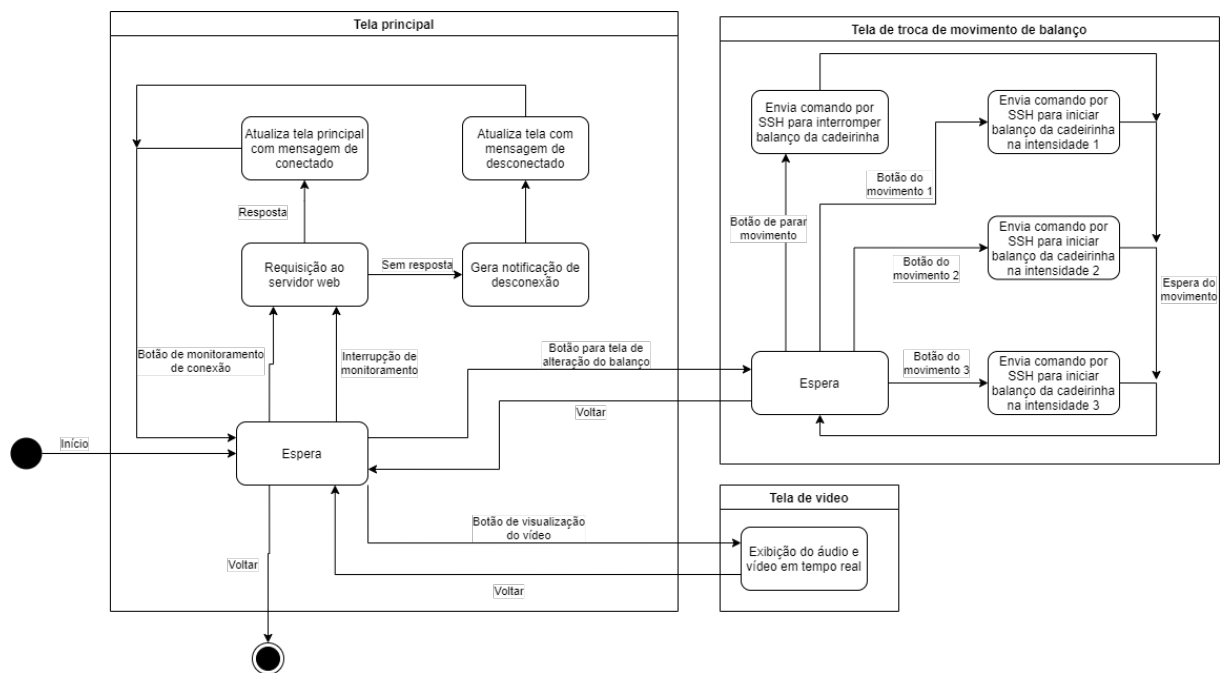 Tela principal
Atualiza tela principal
com mensagem de
conectado
Atualiza tela com
mensagem de
desconectado
Resposta
Requisição ao
servidor web
Sem resposta
Gera notificação de
desconexão
Botão de monitoramento
de conexão
Interrupção de
monitoramento
Início
Espera
Voltar
Botão para tela de
alteração do balanço
Voltar
Botão de visualização
do vídeo
Voltar
Tela de troca de movimento de balanço
Envia comando por
SSH para interromper
balanço da cadeirinha
Envia comando por
SSH para iniciar
balanço da cadeirinha
na intensidade 1
Botão do
movimento 1
Botão de parar
movimento
Envia comando por
SSH para iniciar
balanço da cadeirinha
na intensidade 2
Botão do
movimento 2
Espera do
movimento
Espera
Botão do
movimento 3
Envia comando por
SSH para iniciar
balanço da cadeirinha
na intensidade 3
Tela de video
Exibição do áudio e
vídeo em tempo real